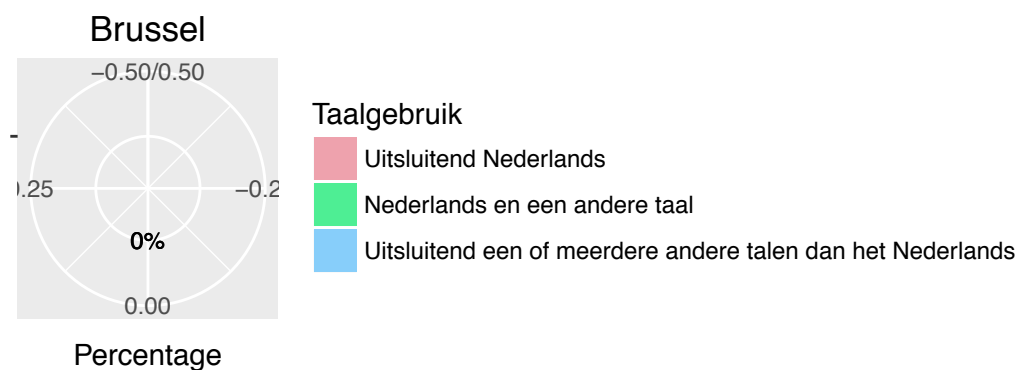 Brussel
−0.50/0.50
-
0.25
−0.2
0%
0.00
Percentage
Taalgebruik
Uitsluitend Nederlands
Nederlands en een andere taal
Uitsluitend een of meerdere andere talen dan het Nederlands